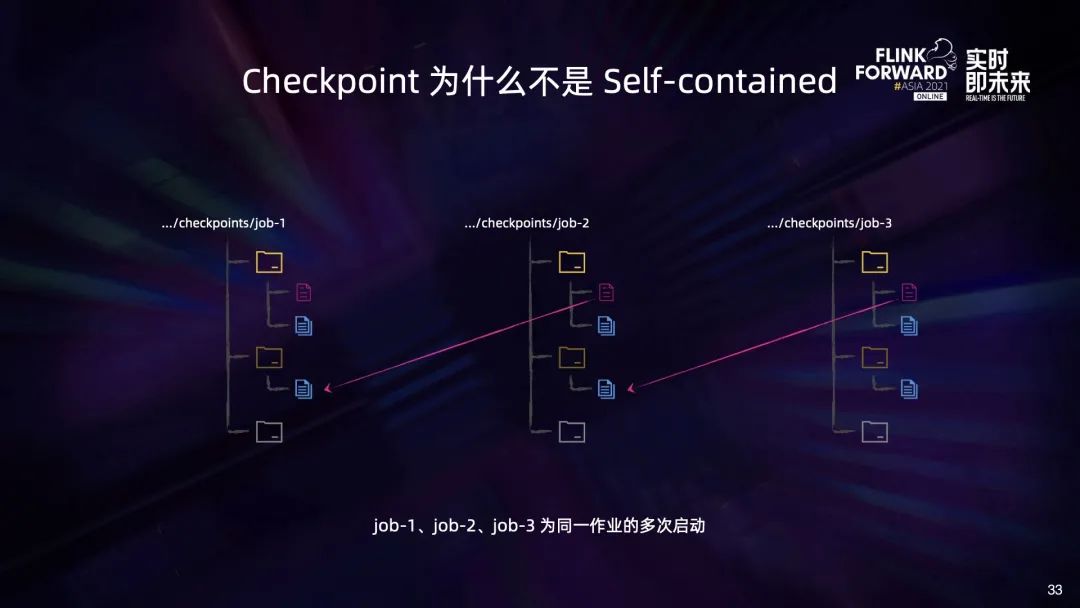 Checkpoint 为什么不是 Self-contained
FLINK
FORWARD
#ASIA 2021
ONLINE
实时
即未来
REAL-TIME IS THE FUTURE
.../checkpoints/job-1
.../checkpoints/job-2
.../checkpoints/job-3
job-1、job-2、job-3 为同一作业的多次启动
33